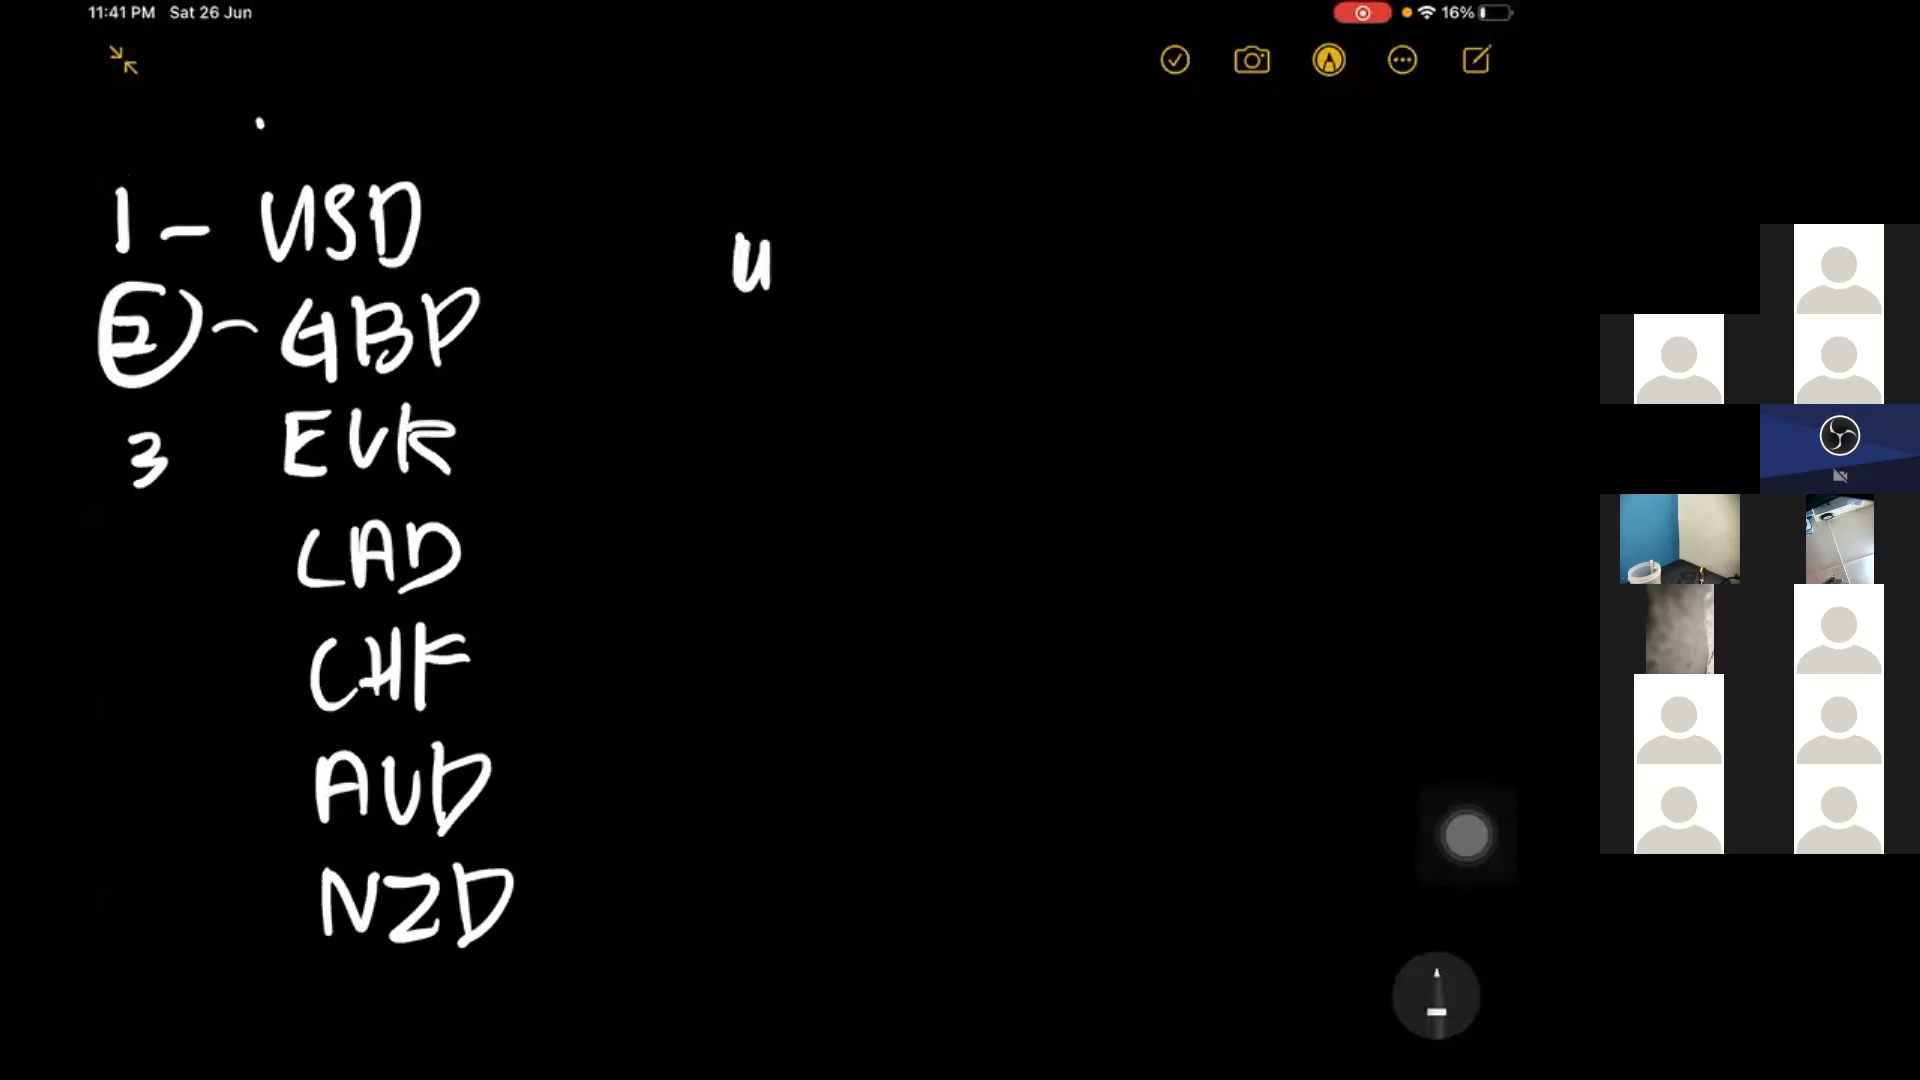 11:41 PM Sat 26 Jun 16%
1 - USD
2 - GBP
3 EUR
CAD
CHF
AUD
NZD
U